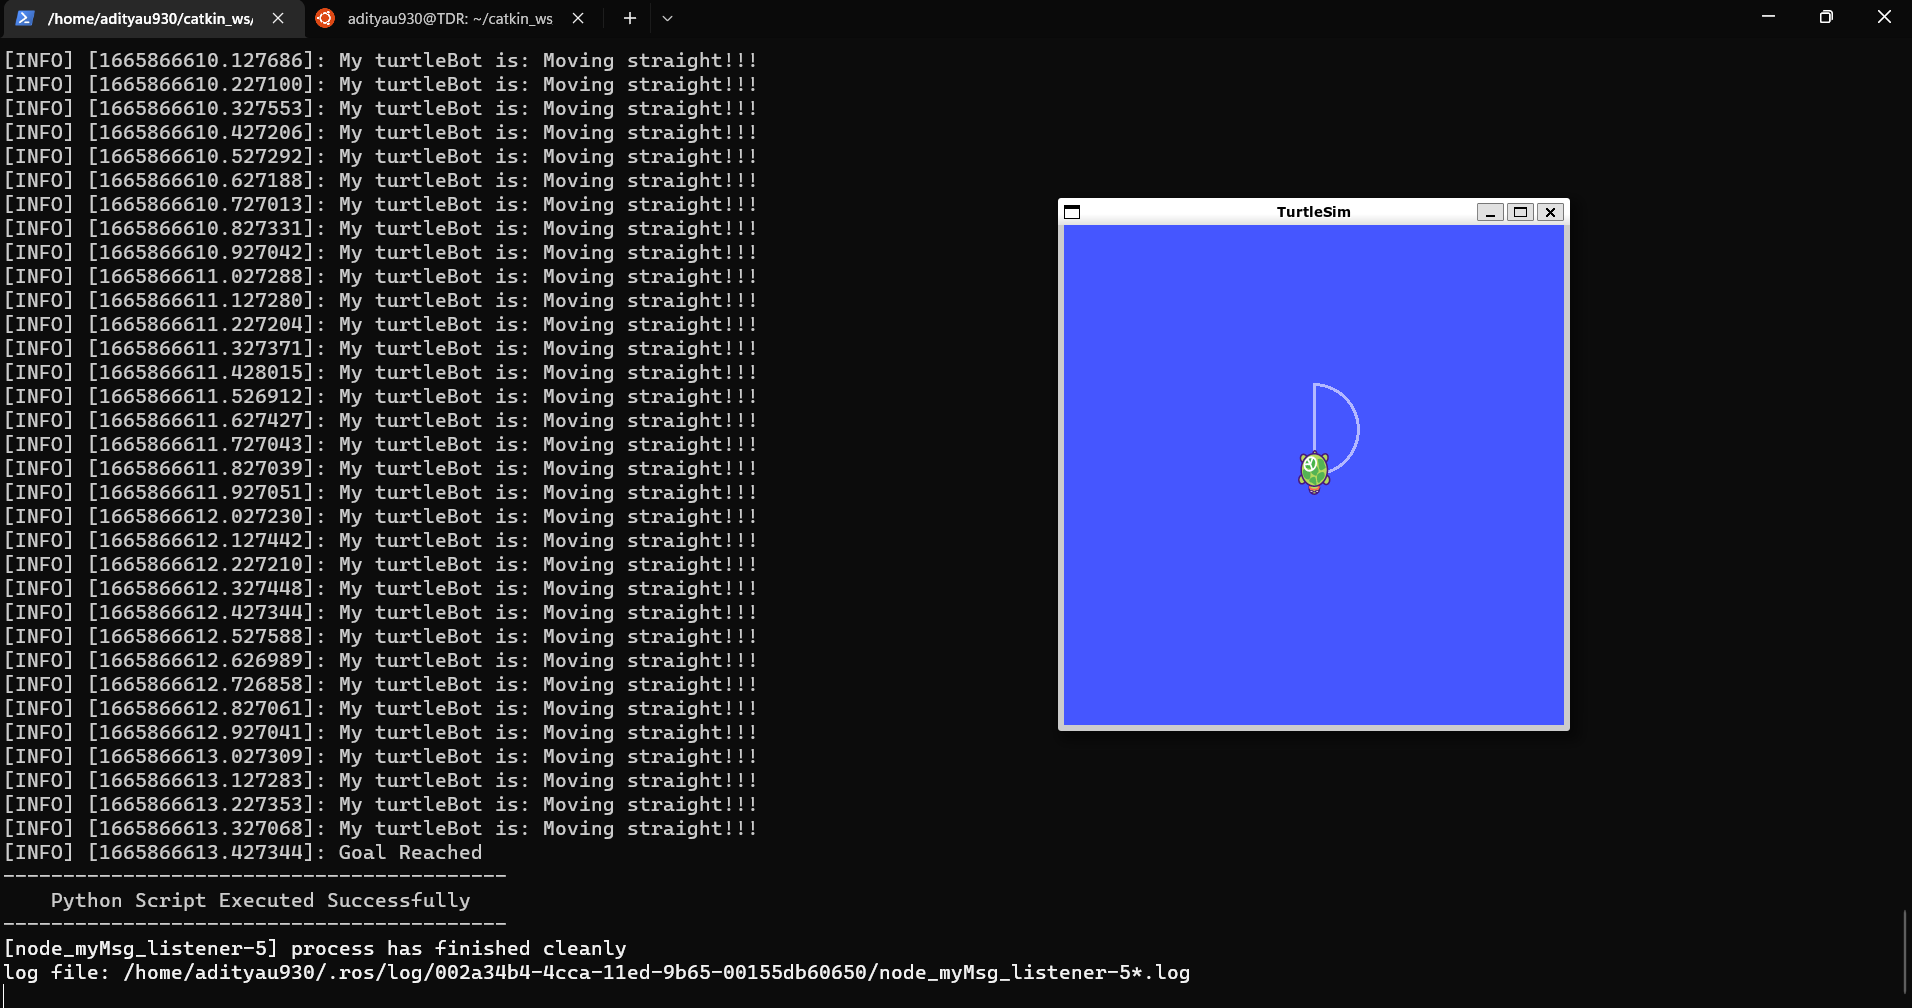 /home/adityau930/catkin_ws/
adityau930@TDR: ~/catkin_ws
[INFO] [1665866610.127686]: My turtleBot is: Moving straight!!!
[INFO] [1665866610.227100]: My turtleBot is: Moving straight!!!
[INFO] [1665866610.327553]: My turtleBot is: Moving straight!!!
[INFO] [1665866610.427206]: My turtleBot is: Moving straight!!!
[INFO] [1665866610.527292]: My turtleBot is: Moving straight!!!
[INFO] [1665866610.627188]: My turtleBot is: Moving straight!!!
[INFO] [1665866610.727013]: My turtleBot is: Moving straight!!!
[INFO] [1665866610.827331]: My turtleBot is: Moving straight!!!
[INFO] [1665866610.927042]: My turtleBot is: Moving straight!!!
[INFO] [1665866611.027288]: My turtleBot is: Moving straight!!!
[INFO] [1665866611.127280]: My turtleBot is: Moving straight!!!
[INFO] [1665866611.227204]: My turtleBot is: Moving straight!!!
[INFO] [1665866611.327371]: My turtleBot is: Moving straight!!!
[INFO] [1665866611.428015]: My turtleBot is: Moving straight!!!
[INFO] [1665866611.526912]: My turtleBot is: Moving straight!!!
[INFO] [1665866611.627427]: My turtleBot is: Moving straight!!!
[INFO] [1665866611.727043]: My turtleBot is: Moving straight!!!
[INFO] [1665866611.827039]: My turtleBot is: Moving straight!!!
[INFO] [1665866611.927051]: My turtleBot is: Moving straight!!!
[INFO] [1665866612.027230]: My turtleBot is: Moving straight!!!
[INFO] [1665866612.127442]: My turtleBot is: Moving straight!!!
[INFO] [1665866612.227210]: My turtleBot is: Moving straight!!!
[INFO] [1665866612.327448]: My turtleBot is: Moving straight!!!
[INFO] [1665866612.427344]: My turtleBot is: Moving straight!!!
[INFO] [1665866612.527588]: My turtleBot is: Moving straight!!!
[INFO] [1665866612.626989]: My turtleBot is: Moving straight!!!
[INFO] [1665866612.726858]: My turtleBot is: Moving straight!!!
[INFO] [1665866612.827061]: My turtleBot is: Moving straight!!!
[INFO] [1665866612.927041]: My turtleBot is: Moving straight!!!
[INFO] [1665866613.027309]: My turtleBot is: Moving straight!!!
[INFO] [1665866613.127283]: My turtleBot is: Moving straight!!!
[INFO] [1665866613.227353]: My turtleBot is: Moving straight!!!
[INFO] [1665866613.327068]: My turtleBot is: Moving straight!!!
[INFO] [1665866613.427344]: Goal Reached
------------------------------------------
    Python Script Executed Successfully
------------------------------------------
[node_myMsg_listener-5] process has finished cleanly
log file: /home/adityau930/.ros/log/002a34b4-4cca-11ed-9b65-00155db60650/node_myMsg_listener-5*.log
TurtleSim